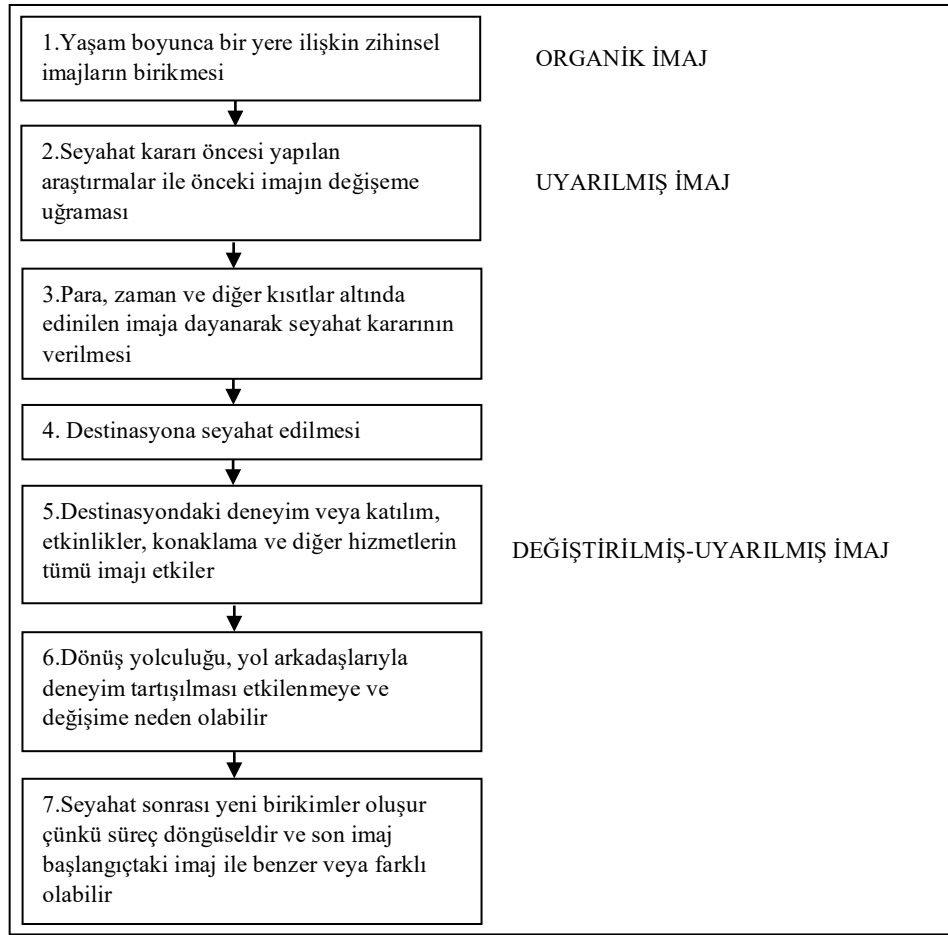 1.Yaşam boyunca bir yere ilişkin zihinsel
imajların birikmesi
ORGANİK İMAJ
2.Seyahat kararı öncesi yapılan
araştırmalar ile önceki imajın değişeme
uğraması
UYARILMIŞ İMAJ
3.Para, zaman ve diğer kısıtlar altında
edinilen imaja dayanarak seyahat kararının
verilmesi
4. Destinasyona seyahat edilmesi
5.Destinasyondaki deneyim veya katılım,
etkinlikler, konaklama ve diğer hizmetlerin
tümü imajı etkiler
DEĞİŞTİRİLMİŞ-UYARILMIŞ İMAJ
6.Dönüş yolculuğu, yol arkadaşlarıyla
deneyim tartışılması etkilenmeye ve
değişime neden olabilir
7.Seyahat sonrası yeni birikimler oluşur
çünkü süreç döngüseldir ve son imaj
başlangıçtaki imaj ile benzer veya farklı
olabilir